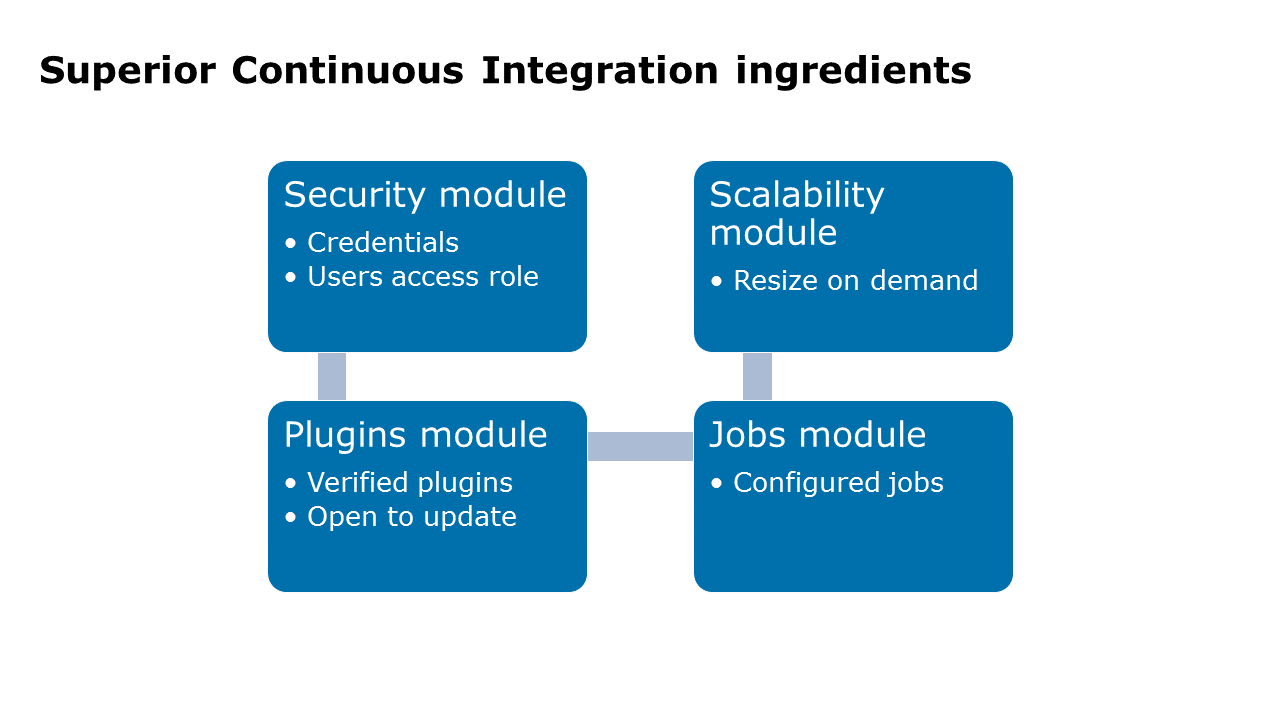 Superior Continuous Integration ingredients
Security module
• Credentials
• Users access role
Scalability
module
• Resize on demand
Plugins module
• Verified plugins
• Open to update
Jobs module
• Configured jobs